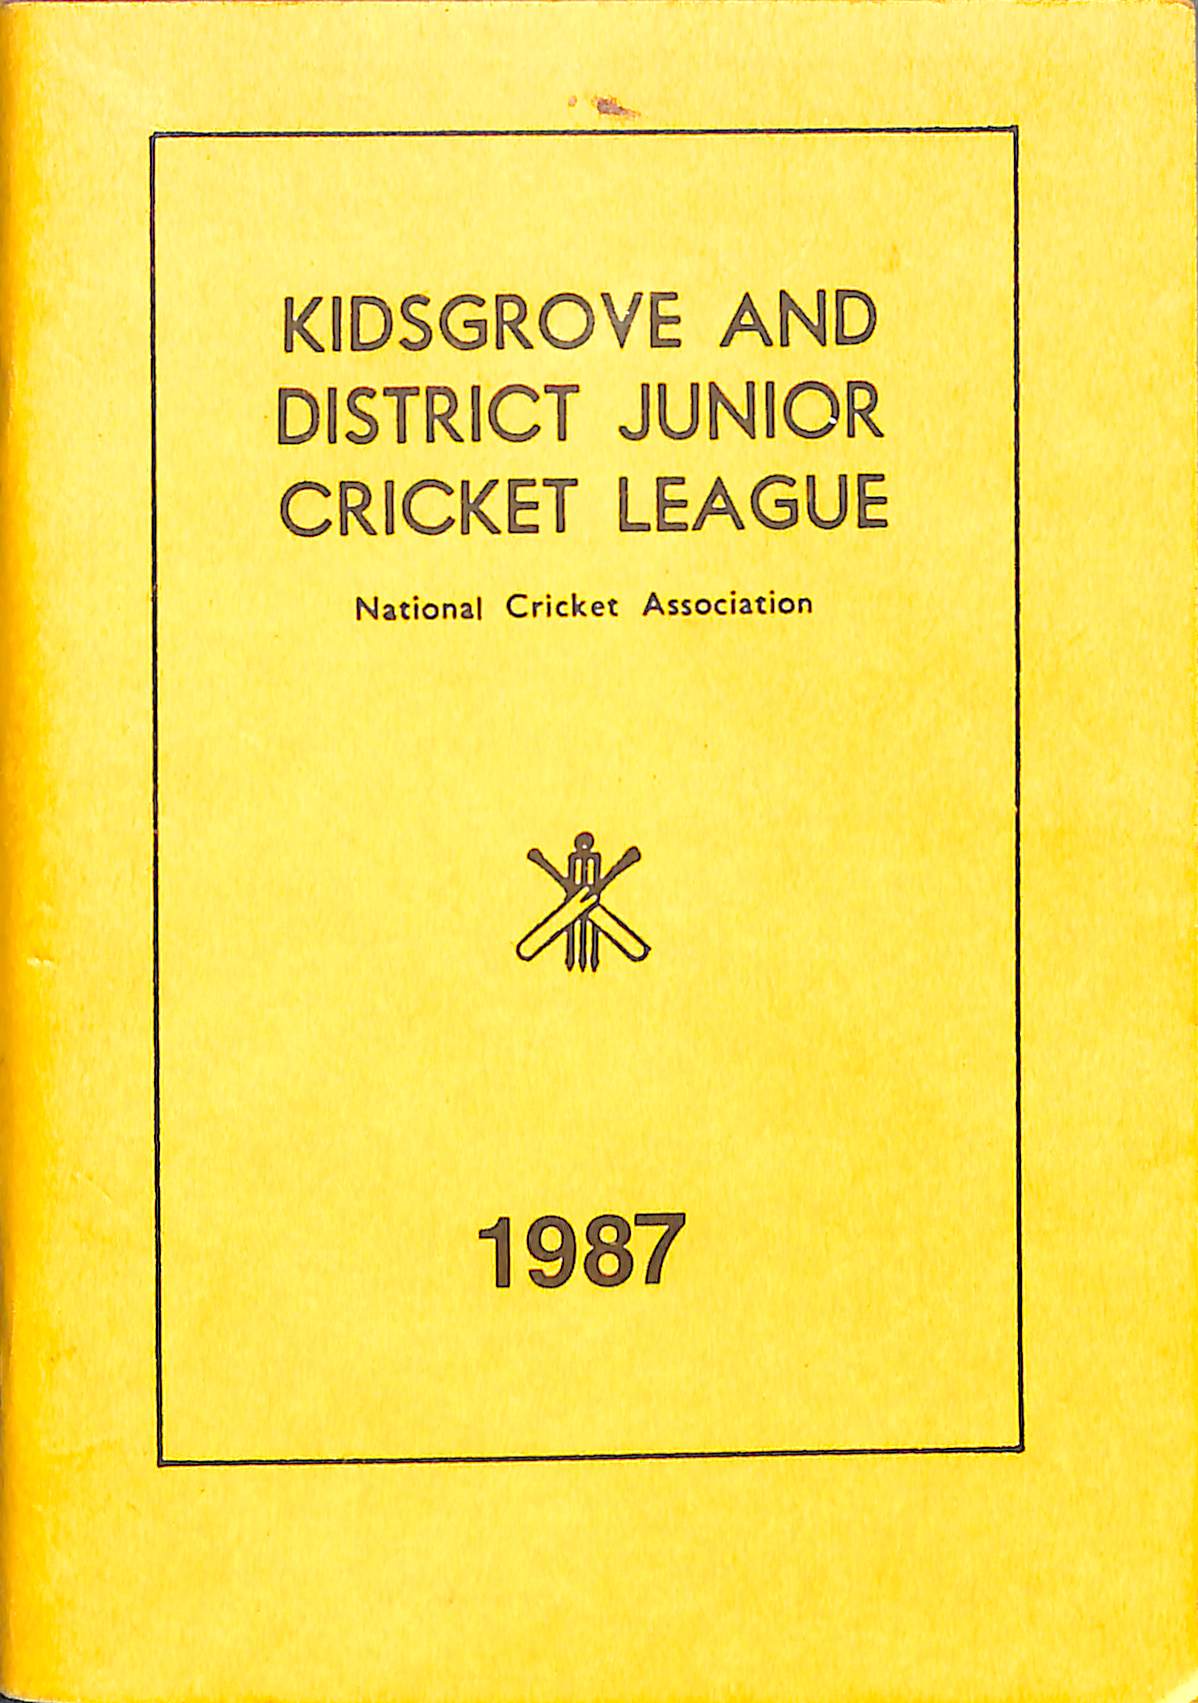 KIDSGROVE AND
DISTRICT JUNIOR
CRICKET LEAGUE
National Cricket Association
1987